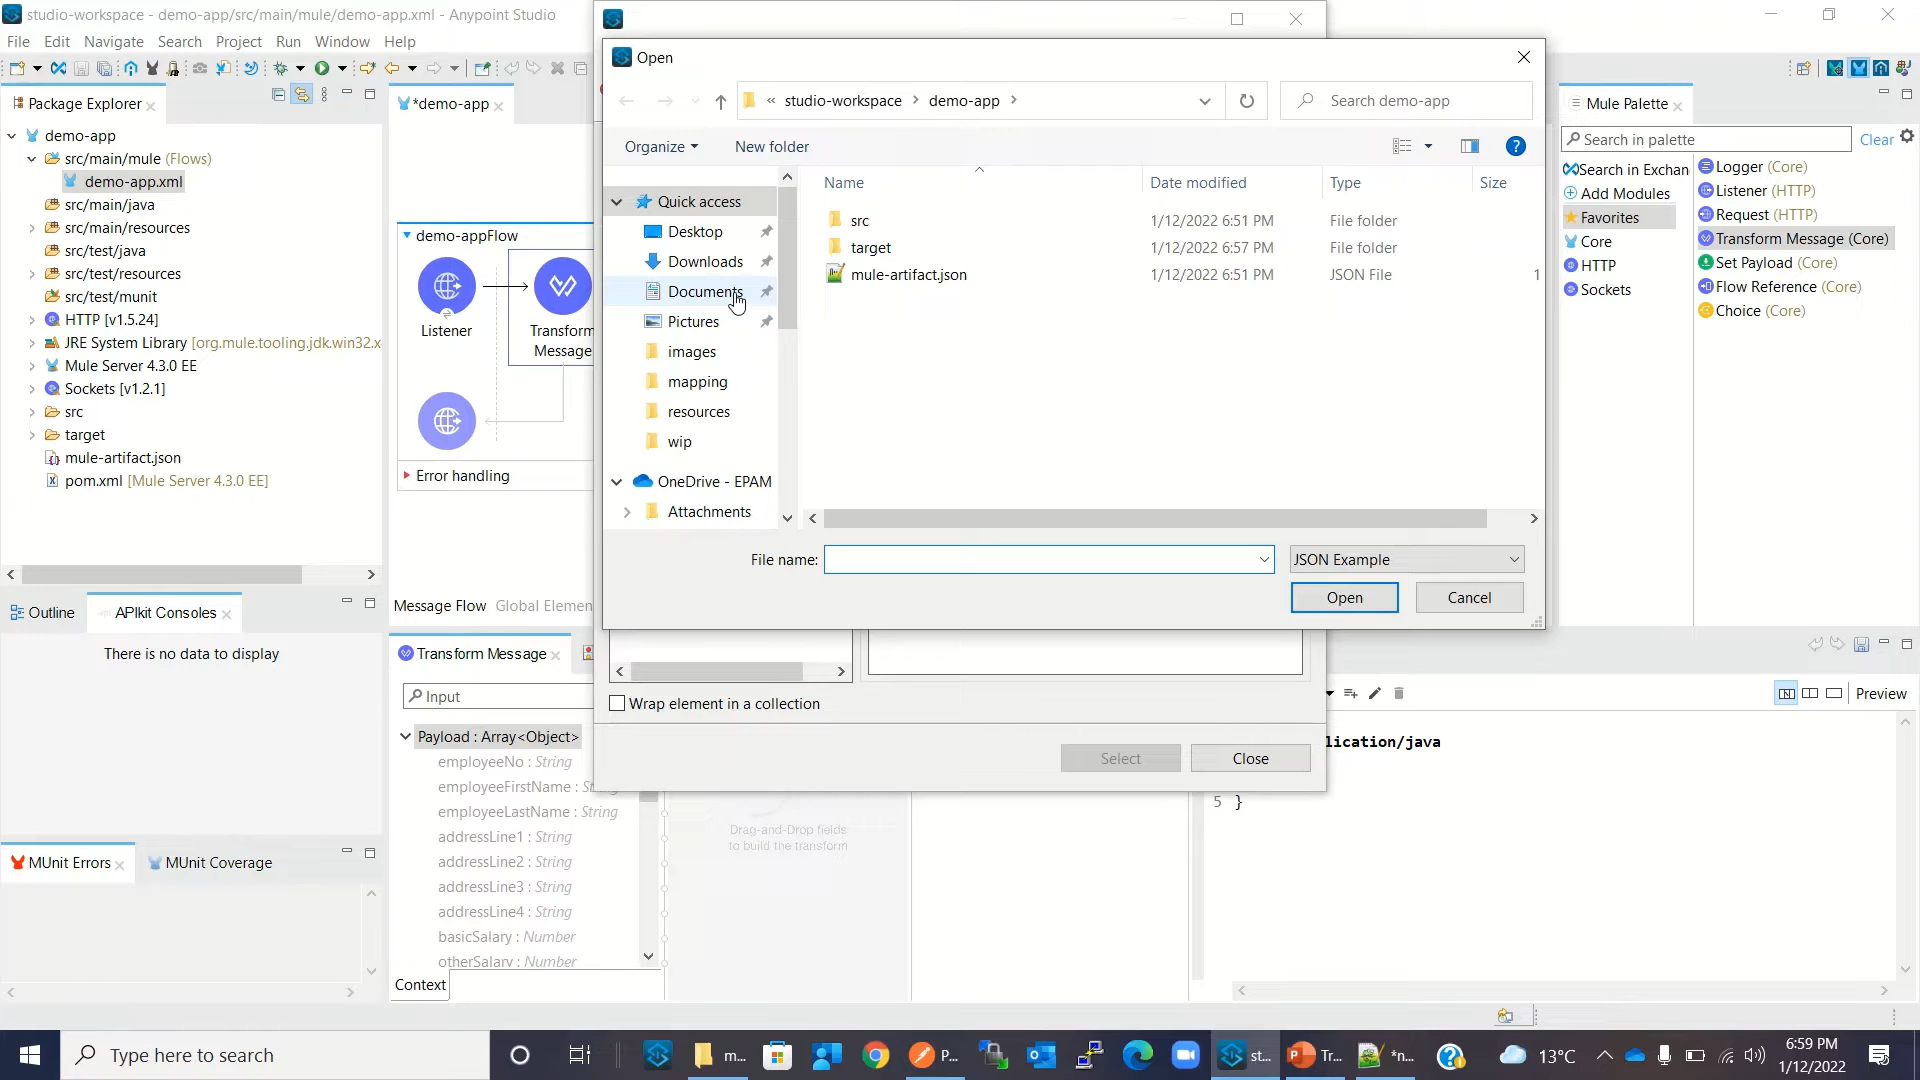 studio-workspace - demo-app/src/main/mule/demo-app.xml - Anypoint Studio
File Edit Navigate Search Project Run Window Help
Package Explorer
demo-app
src/main/mule (Flows)
demo-app.xml
src/main/java
src/main/resources
src/test/java
src/test/resources
src/test/munit
HTTP [v1.5.24]
JRE System Library [org.mule.tooling.jdk.win32.x
Mule Server 4.3.0 EE
Sockets [v1.2.1]
src
target
mule-artifact.json
pom.xml [Mule Server 4.3.0 EE]
Outline
APIkit Consoles
There is no data to display
MUnit Errors
MUnit Coverage
*demo-app
demo-appFlow
Listener
Transform
Message
Error handling
Message Flow Global Elemen
Open
« studio-workspace › demo-app ›
Search demo-app
Organize
New folder
Quick access
Desktop
Downloads
Documents
Pictures
images
mapping
resources
wip
OneDrive - EPAM
Attachments
Name Date modified Type Size
src 1/12/2022 6:51 PM File folder
target 1/12/2022 6:57 PM File folder
mule-artifact.json 1/12/2022 6:51 PM JSON File 1
File name:
JSON Example
Open
Cancel
Wrap element in a collection
Select
Close
Transform Message
Input
Payload : Array<Object>
employeeNo : String
employeeFirstName : St
employeeLastName : String
addressLine1 : String
addressLine2 : String
addressLine3 : String
addressLine4 : String
basicSalary : Number
otherSalary : Number
Context
Drag-and-Drop fields
to build the transform
Preview
lication/java
5 }
Mule Palette
Search in palette
Clear
Search in Exchan
Add Modules
Favorites
Core
HTTP
Sockets
Logger (Core)
Listener (HTTP)
Request (HTTP)
Transform Message (Core)
Set Payload (Core)
Flow Reference (Core)
Choice (Core)
Type here to search
m...
P...
st...
Tr...
*n...
13°C
6:59 PM
1/12/2022